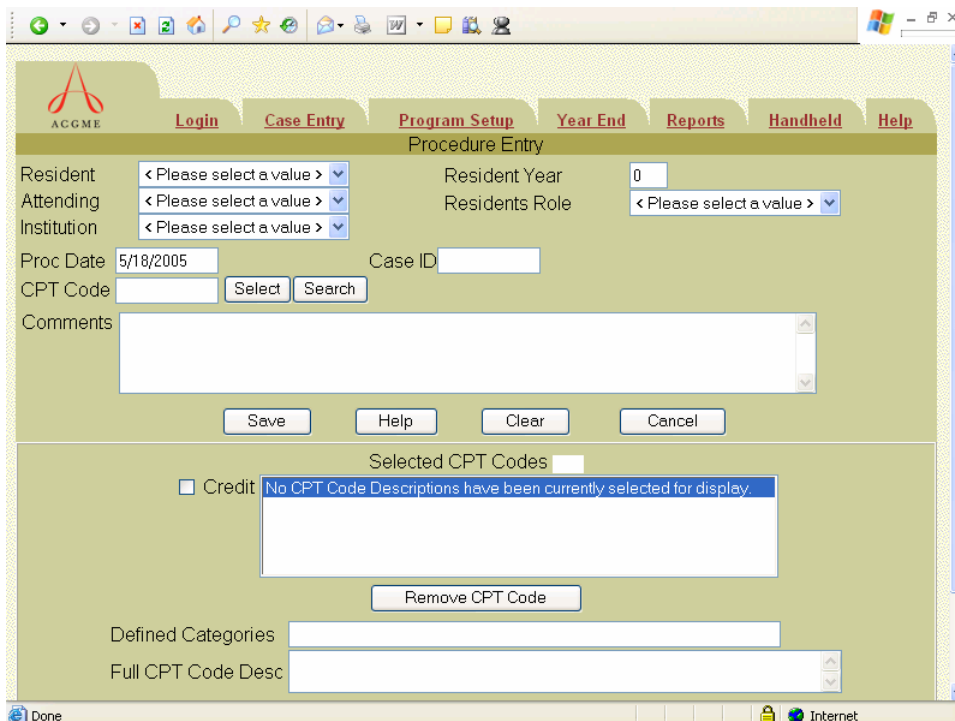 ACGME
Login Case Entry Program Setup Year End Reports Handheld Help
Procedure Entry
Resident < Please select a value > Resident Year 0
Attending < Please select a value > Residents Role < Please select a value >
Institution < Please select a value >
Proc Date 5/18/2005 Case ID
CPT Code Select Search
Comments
Save Help Clear Cancel
Selected CPT Codes
Credit No CPT Code Descriptions have been currently selected for display.
Remove CPT Code
Defined Categories
Full CPT Code Desc
Done Internet